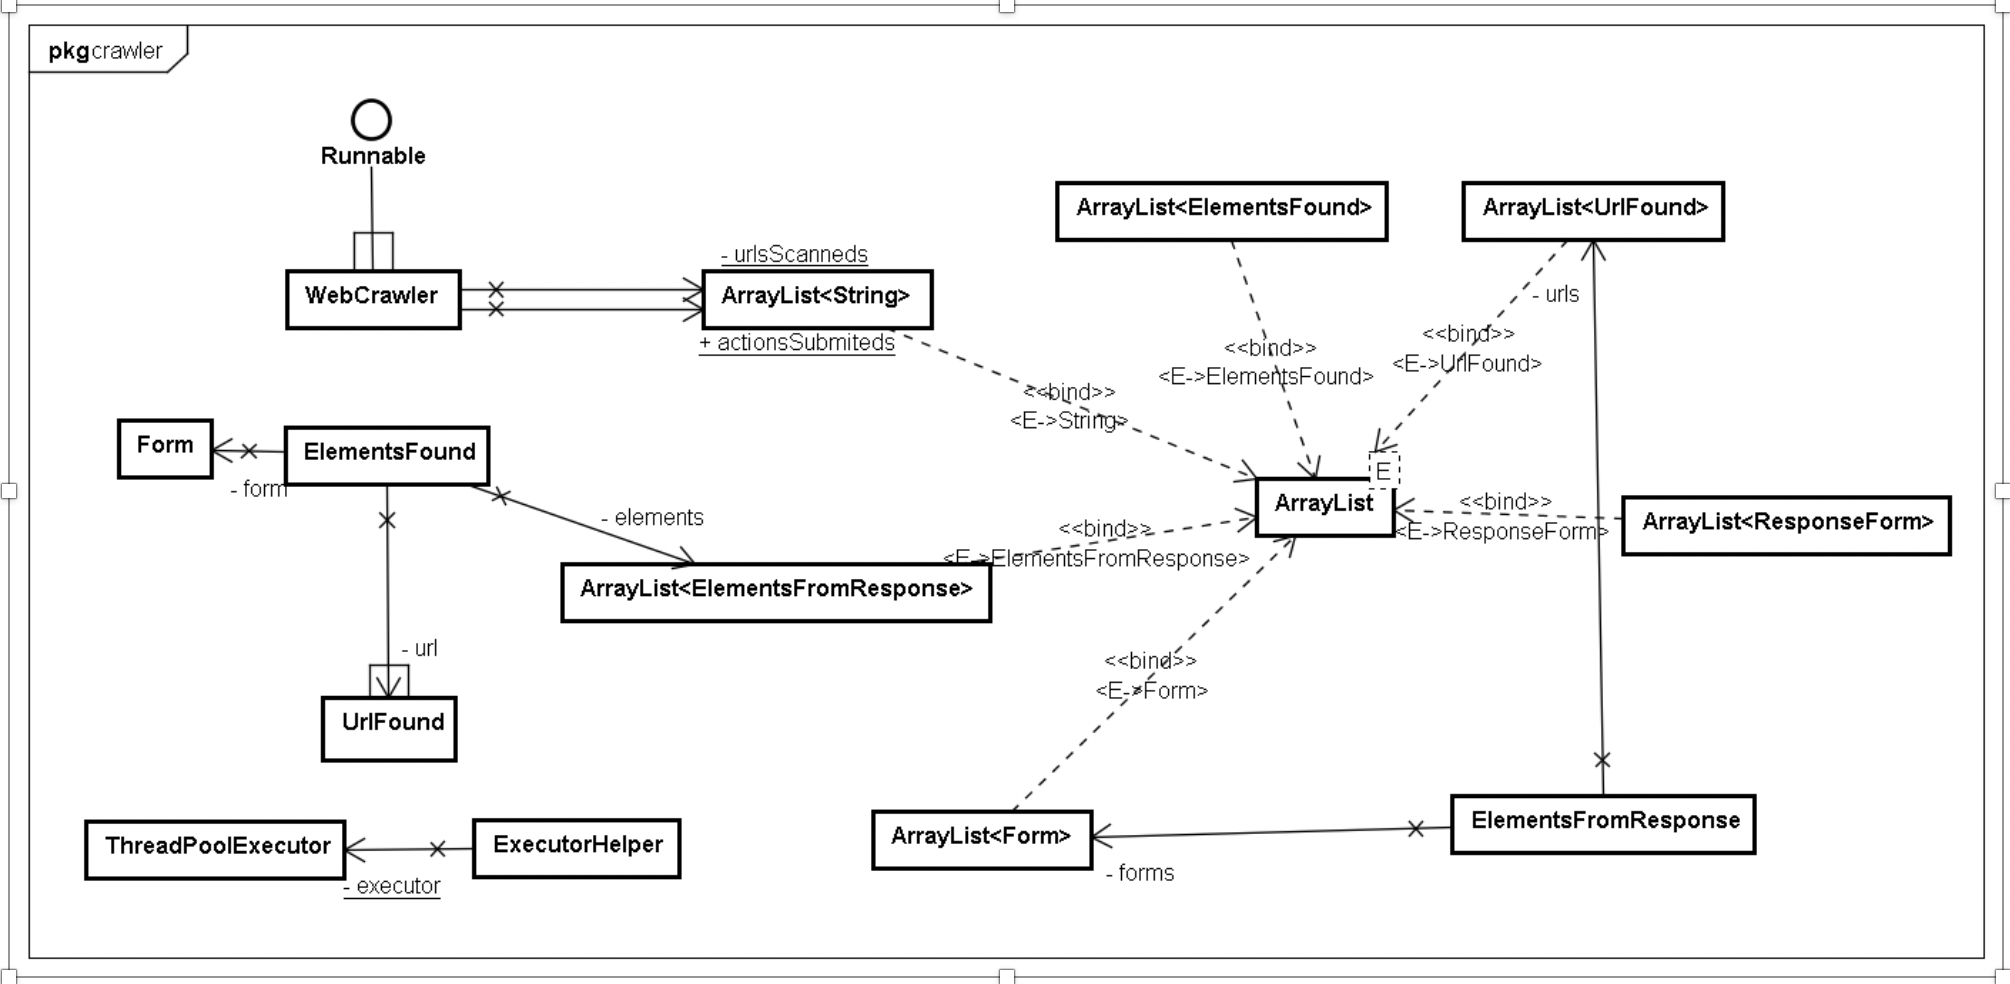 pkg crawler
Runnable
ArrayList<ElementsFound>
ArrayList<UrlFound>
- urlsScanneds
WebCrawler
ArrayList<String>
+ actionsSubmiteds
- urls
<<bind>>
<E->UrlFound>
<<bind>>
<E->ElementsFound>
<<bind>>
<E->String>
Form
ElementsFound
- form
- elements
E
ArrayList
<<bind>>
<E->ResponseForm>
ArrayList<ResponseForm>
<<bind>>
<E->ElementsFromResponse>
ArrayList<ElementsFromResponse>
- url
UrlFound
<<bind>>
<E->Form>
ThreadPoolExecutor
ExecutorHelper
- executor
ArrayList<Form>
ElementsFromResponse
- forms